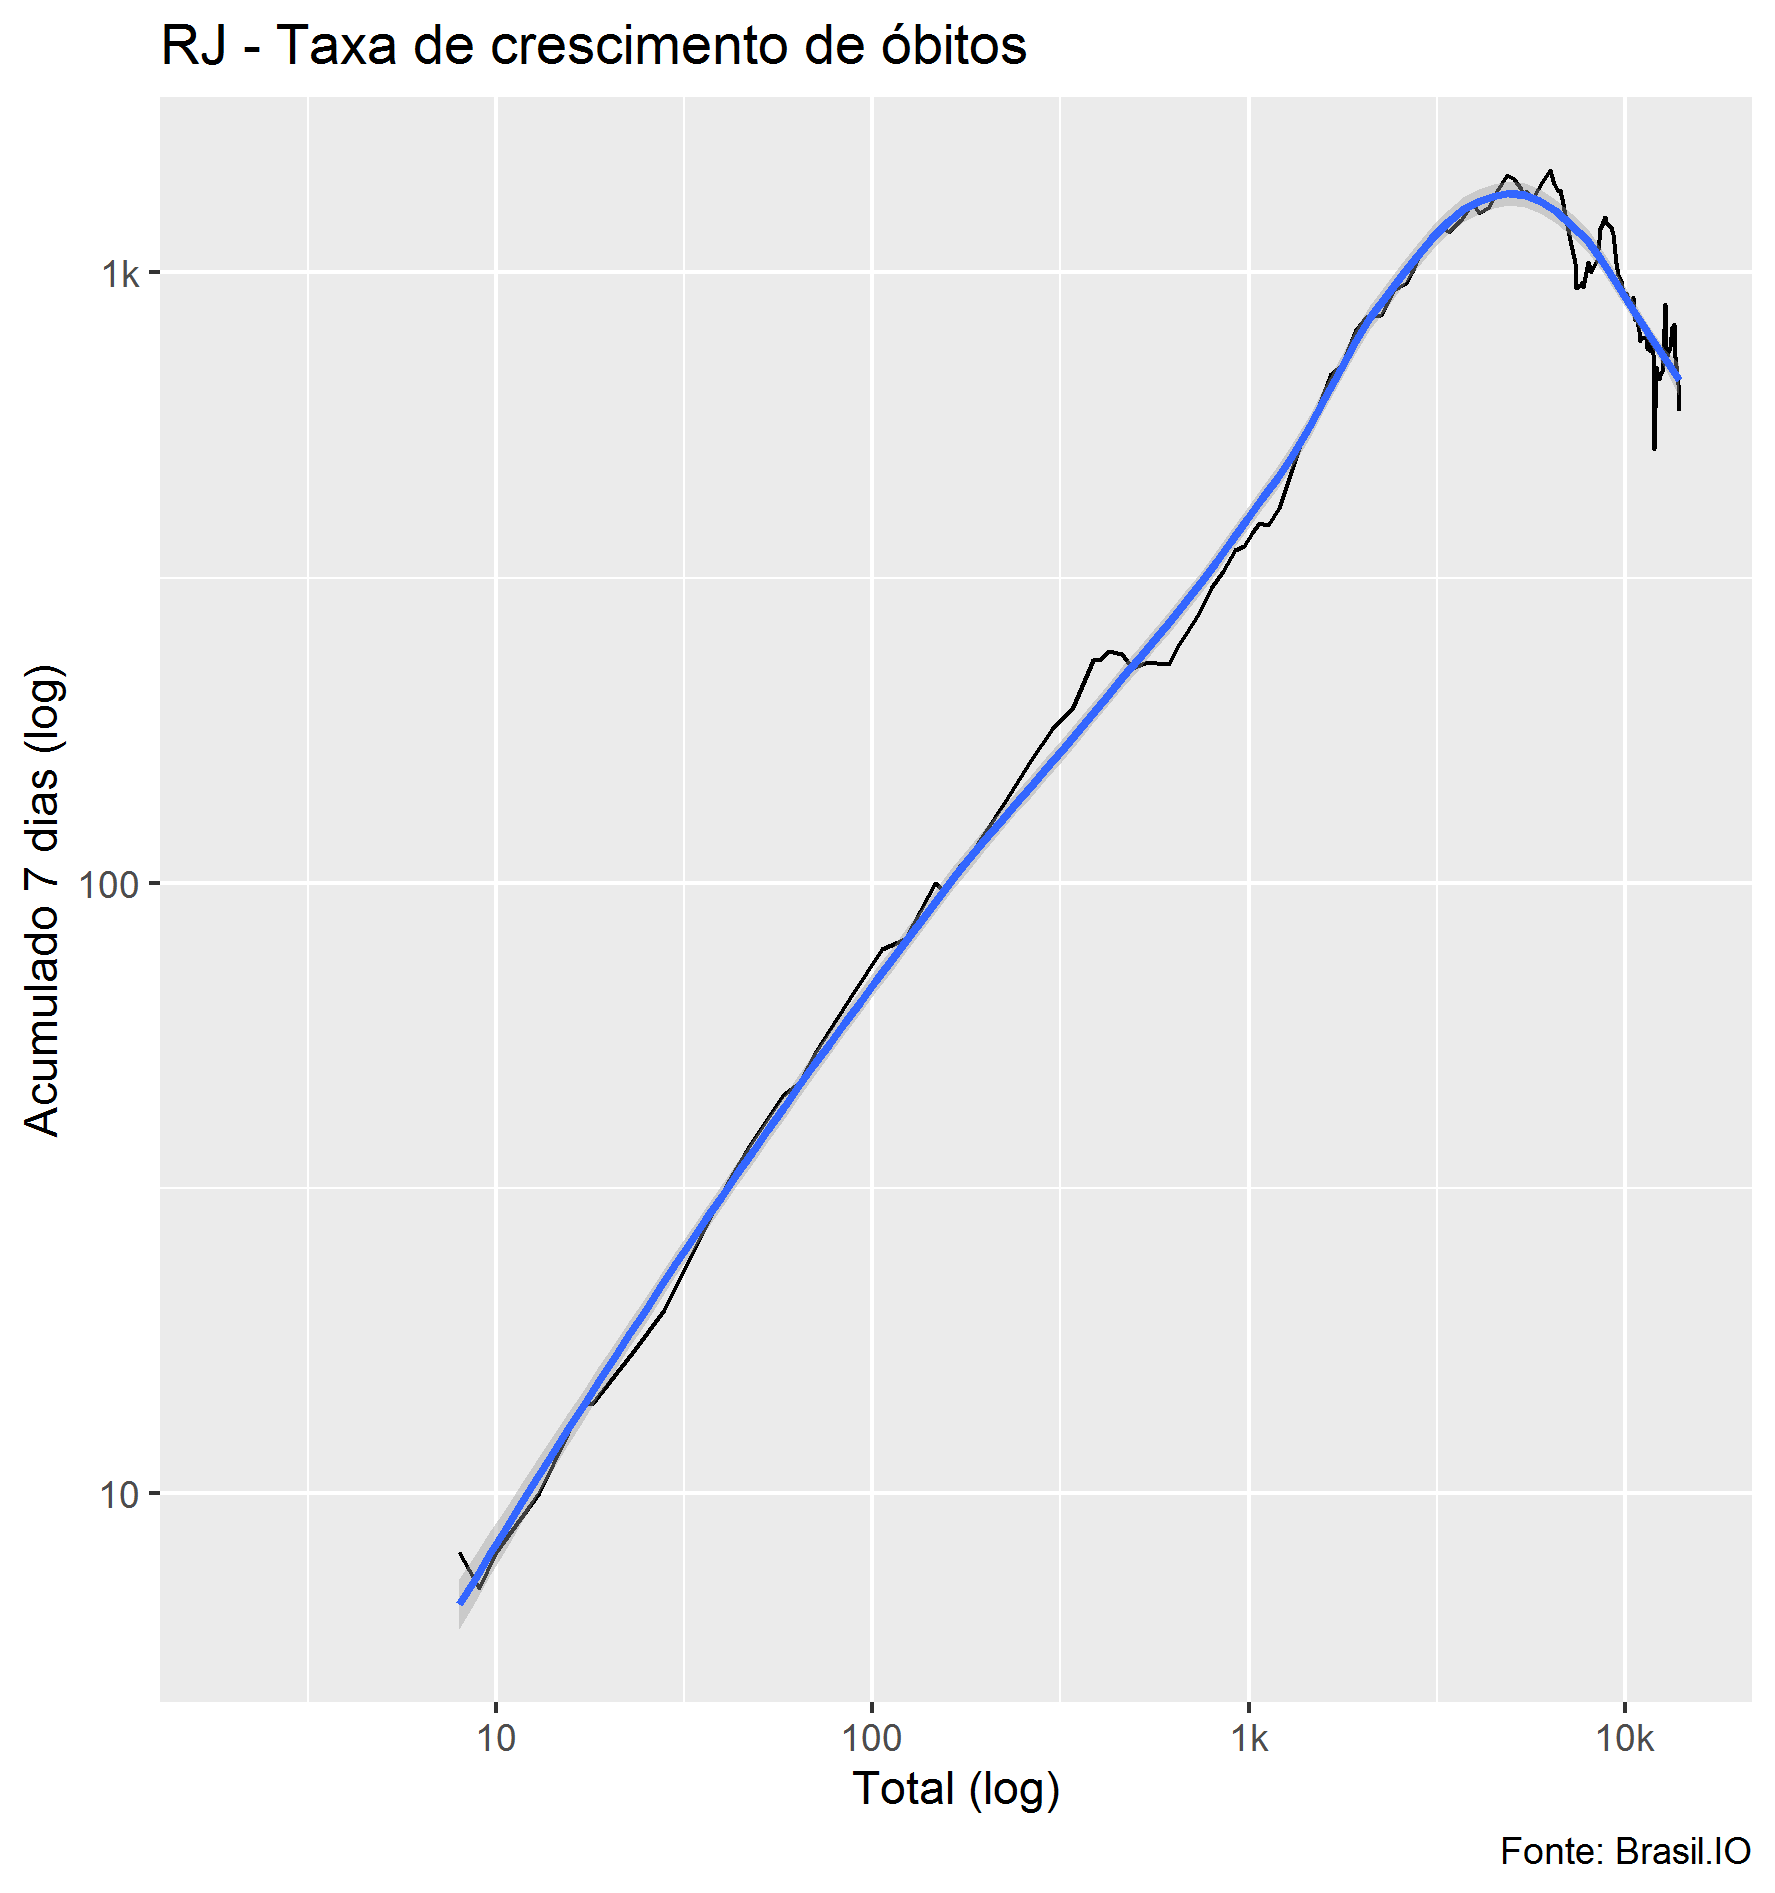 RJ - Taxa de crescimento de óbitos
Acumulado 7 dias (log)
1k
100
10
10
100
1k
10k
Total (log)
Fonte: Brasil.IO